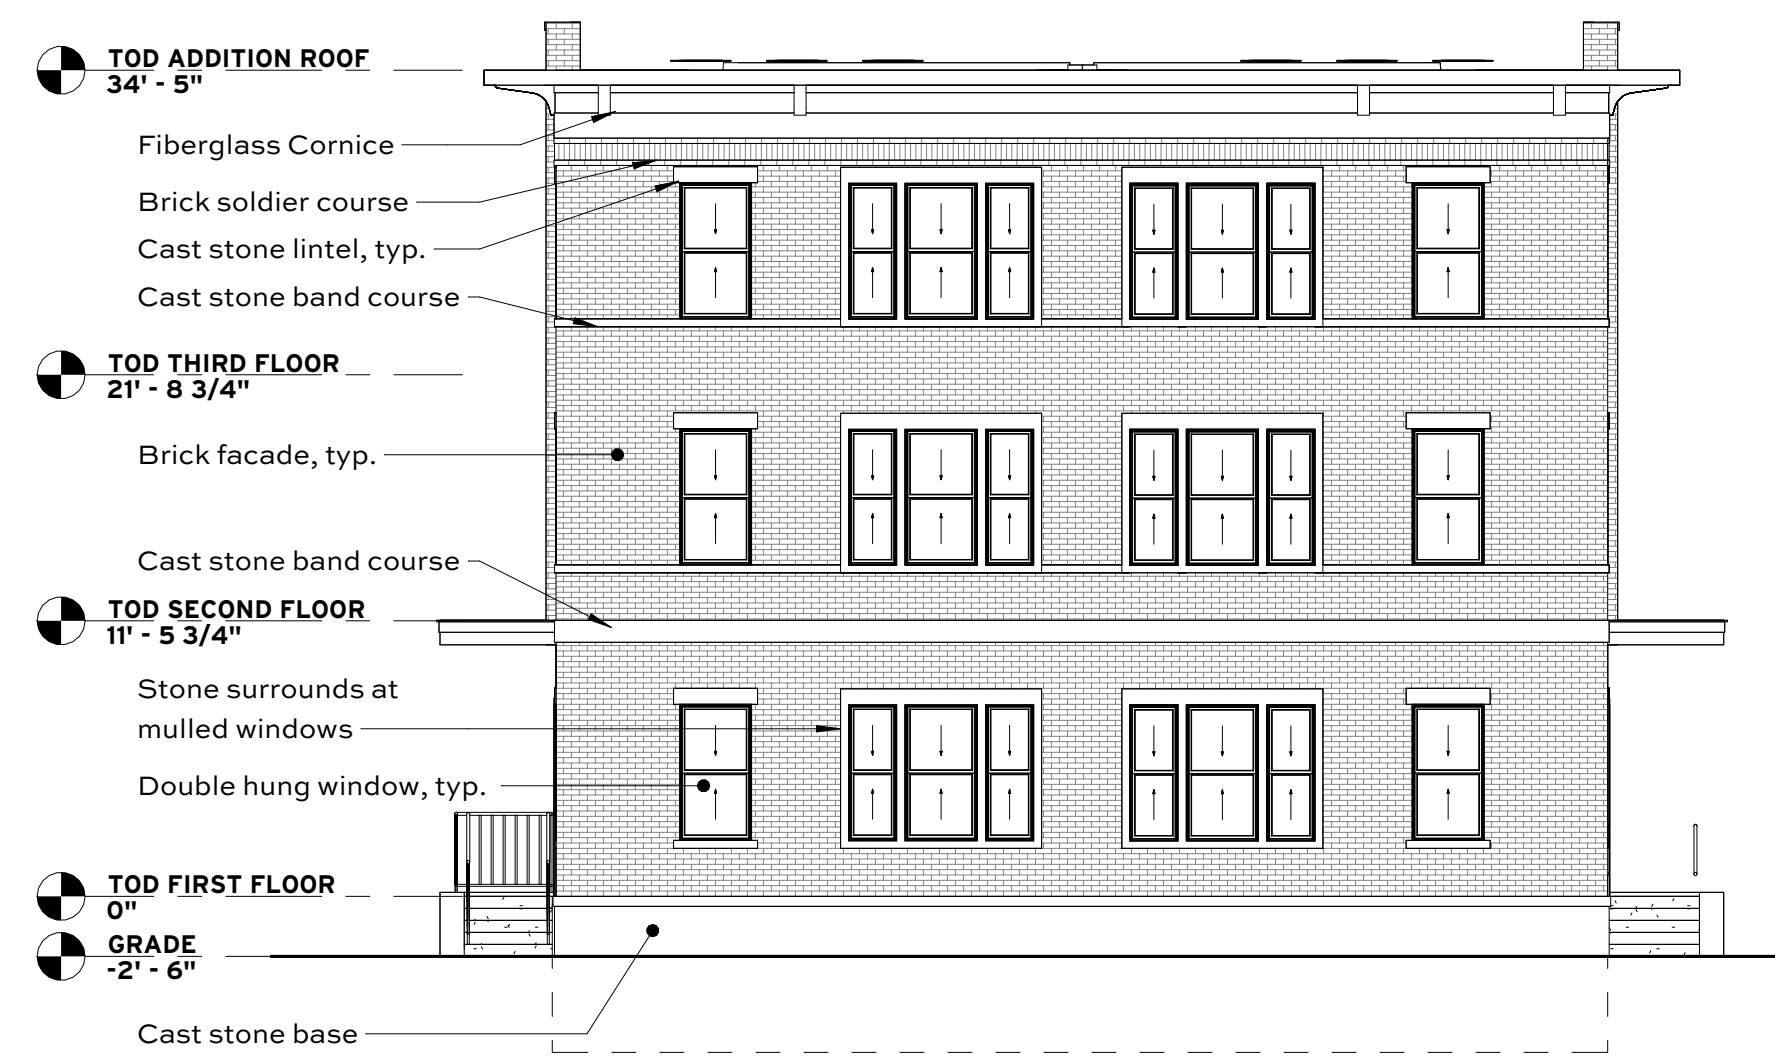 TOD ADDITION ROOF
34' - 5"
Fiberglass Cornice
Brick soldier course
Cast stone lintel, typ.
Cast stone band course
TOD THIRD FLOOR
21' - 8 3/4"
Brick facade, typ.
Cast stone band course
TOD SECOND FLOOR
11' - 5 3/4"
Stone surrounds at
mulled windows
Double hung window, typ.
TOD FIRST FLOOR
0"
GRADE
-2' - 6"
Cast stone base